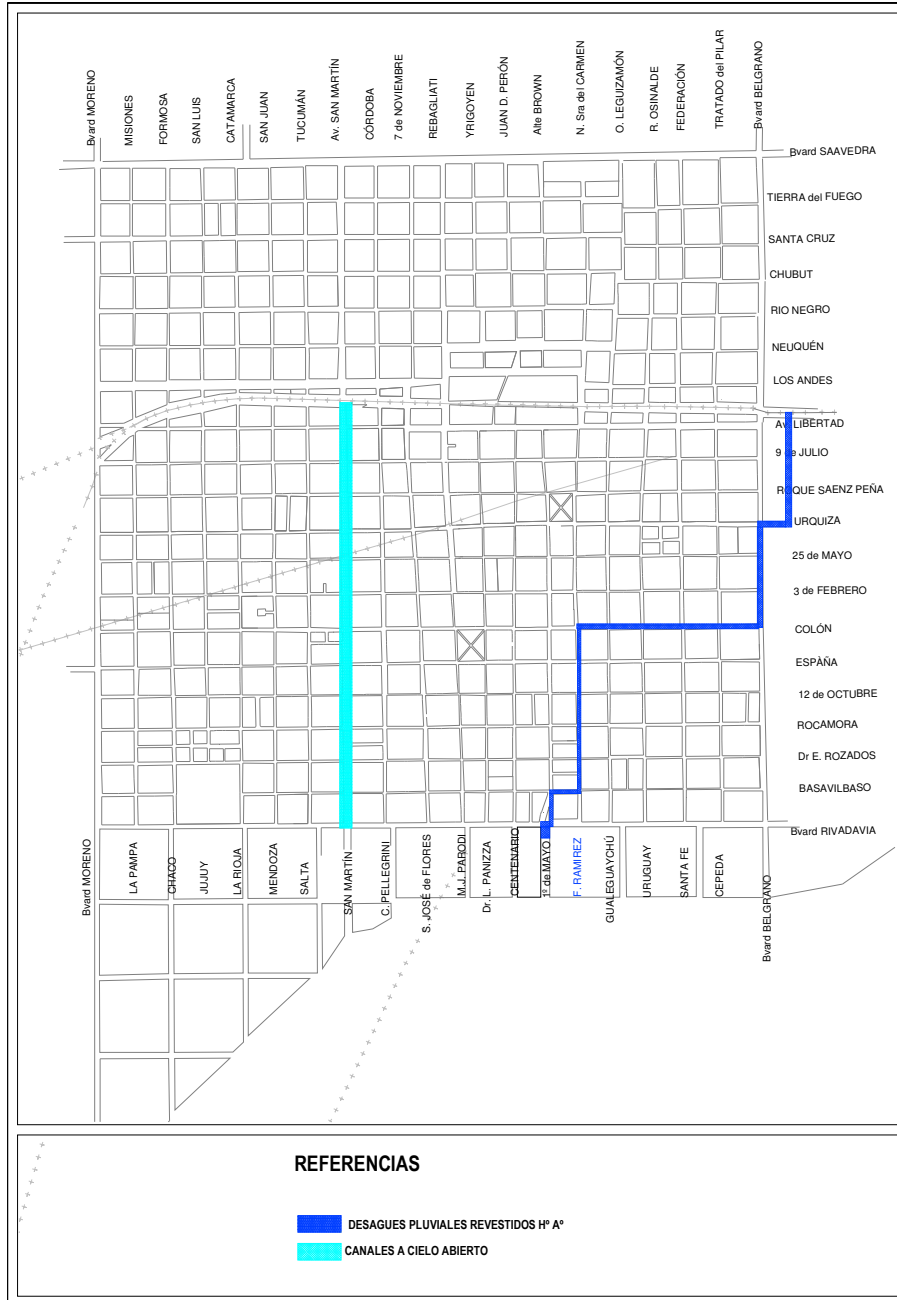 Bvard MORENO
MISIONES
FORMOSA
SAN LUIS
CATAMARCA
SAN JUAN
TUCUMÁN
Av. SAN MARTÍN
CÓRDOBA
7 de NOVIEMBRE
REBAGLIATI
YRIGOYEN
JUAN D. PERÓN
Alte BROWN
N. Sra del CARMEN
O. LEGUIZAMÓN
R. OSINALDE
FEDERACIÓN
TRATADO del PILAR
Bvard BELGRANO
Bvard SAAVEDRA
TIERRA del FUEGO
SANTA CRUZ
CHUBUT
RIO NEGRO
NEUQUÉN
LOS ANDES
Av. LIBERTAD
9 de JULIO
ROQUE SAENZ PEÑA
URQUIZA
25 de MAYO
3 de FEBRERO
COLÓN
ESPÀÑA
12 de OCTUBRE
ROCAMORA
Dr E. ROZADOS
BASAVILBASO
Bvard RIVADAVIA
Bvard MORENO
LA PAMPA
CHACO
JUJUY
LA RIOJA
MENDOZA
SALTA
SAN MARTÍN
C. PELLEGRINI
S. JOSÉ de FLORES
M.J. PARODI
Dr. L. PANIZZA
CENTENARIO
1º de MAYO
F. RAMIREZ
GUALEGUAYCHÚ
URUGUAY
SANTA FE
CEPEDA
Bvard BELGRANO
REFERENCIAS
DESAGUES PLUVIALES REVESTIDOS Hº Aº
CANALES A CIELO ABIERTO